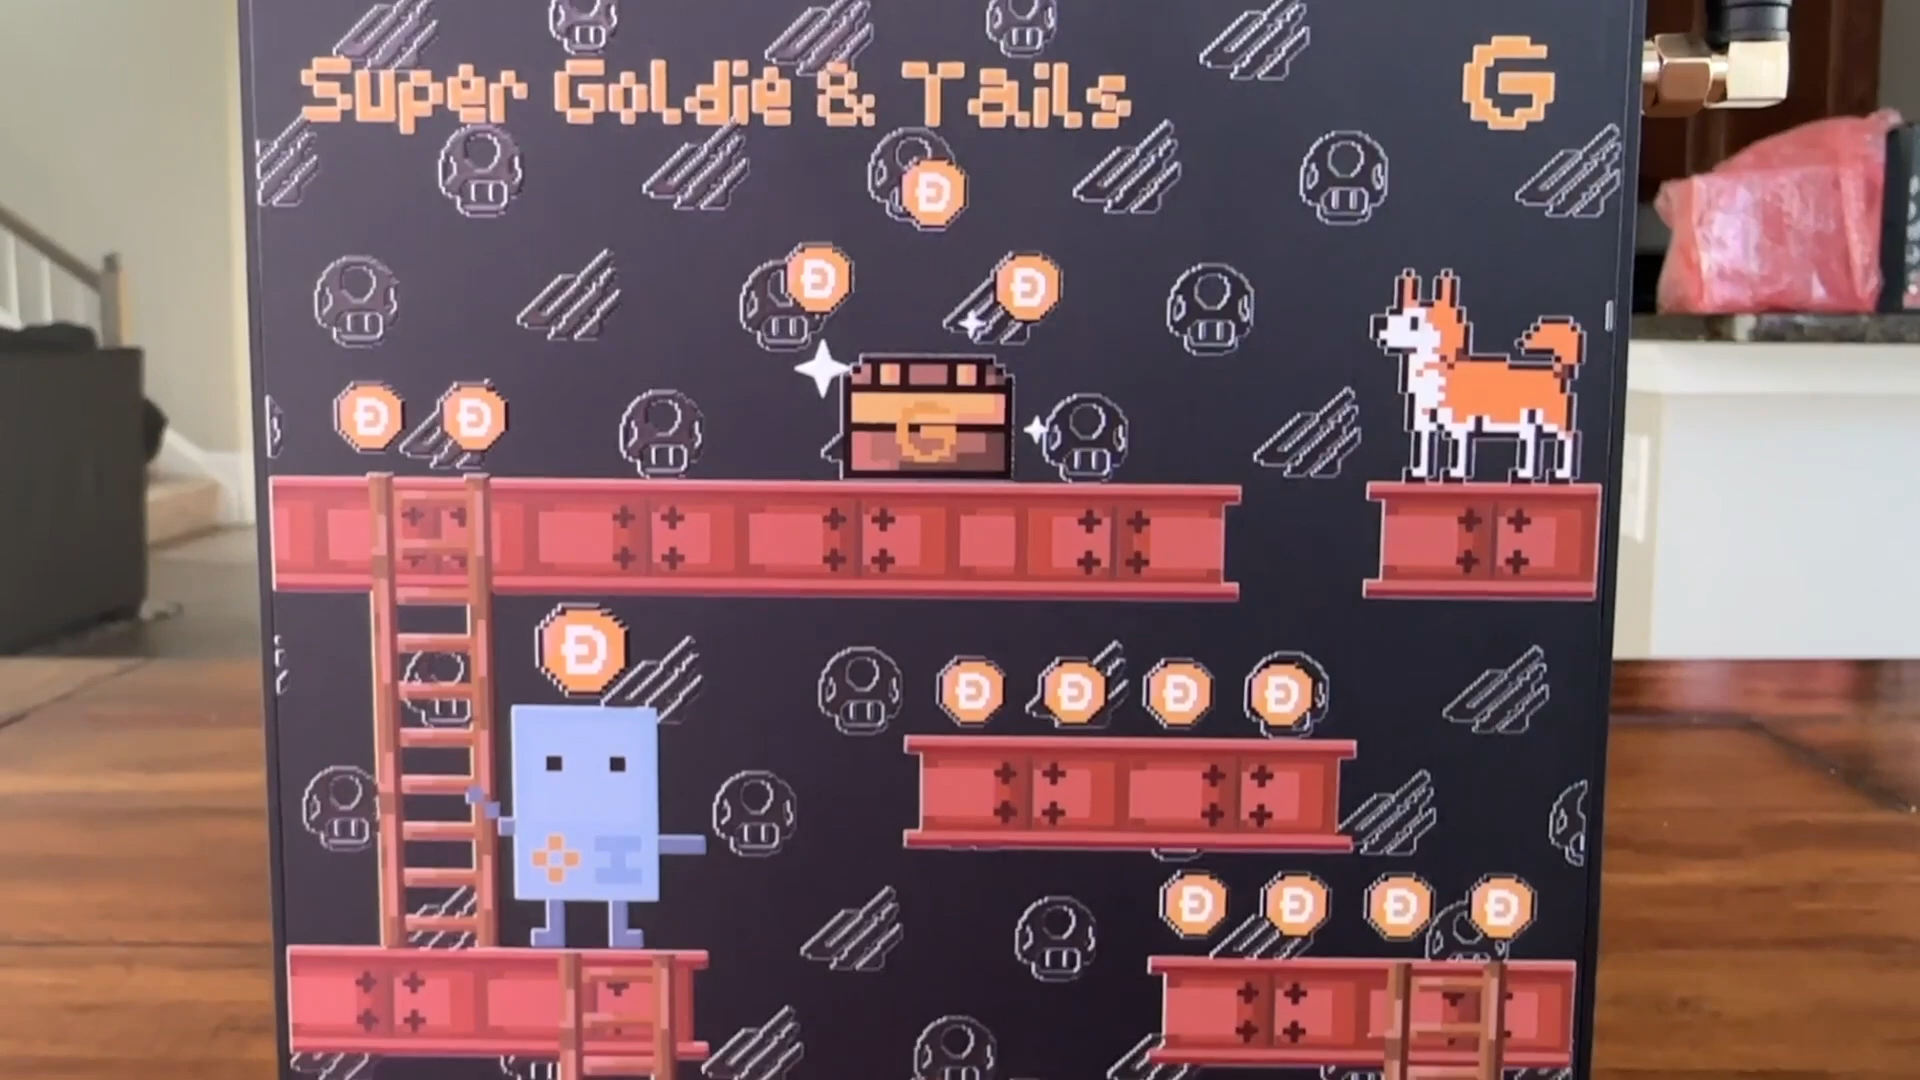 Super Goldie & Tails G
Ð
Ð Ð
Ð Ð
G
Ð
Ð Ð Ð Ð
Ð Ð Ð Ð